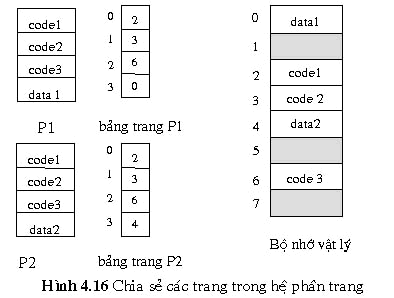 code1
code2
code3
data 1
P1
0 2
1 3
2 6
3 0
bảng trang P1
code1
code2
code3
data2
P2
0 2
1 3
2 6
3 4
bảng trang P2
0 data1
1
2 code1
3 code 2
4 data2
5
6 code 3
7
Bộ nhớ vật lý
Hình 4.16 Chia sẻ các trang trong hệ phân trang